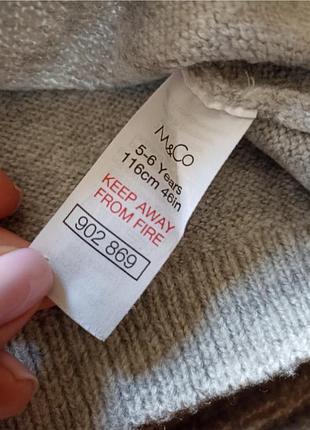 M&Co
5-6 Years
116cm 46in
KEEP AWAY
FROM FIRE
902 869